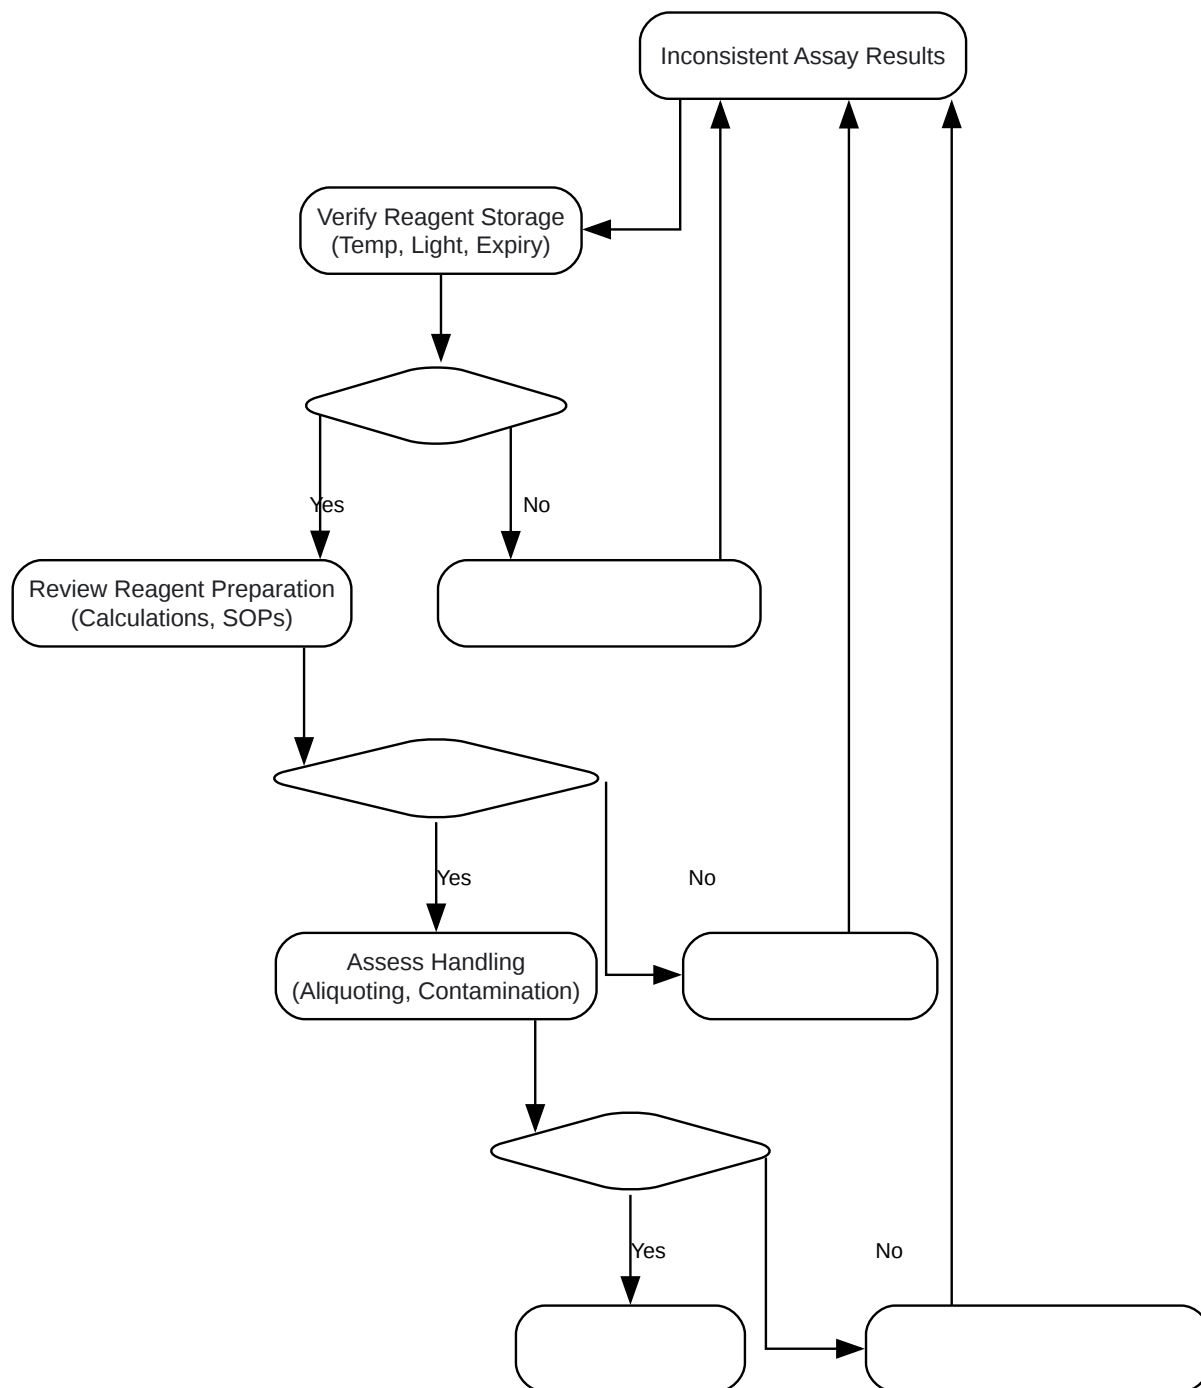 Inconsistent Assay Results
Verify Reagent Storage
(Temp, Light, Expiry)
Yes
No
Review Reagent Preparation
(Calculations, SOPs)
Yes
No
Assess Handling
(Aliquoting, Contamination)
Yes
No